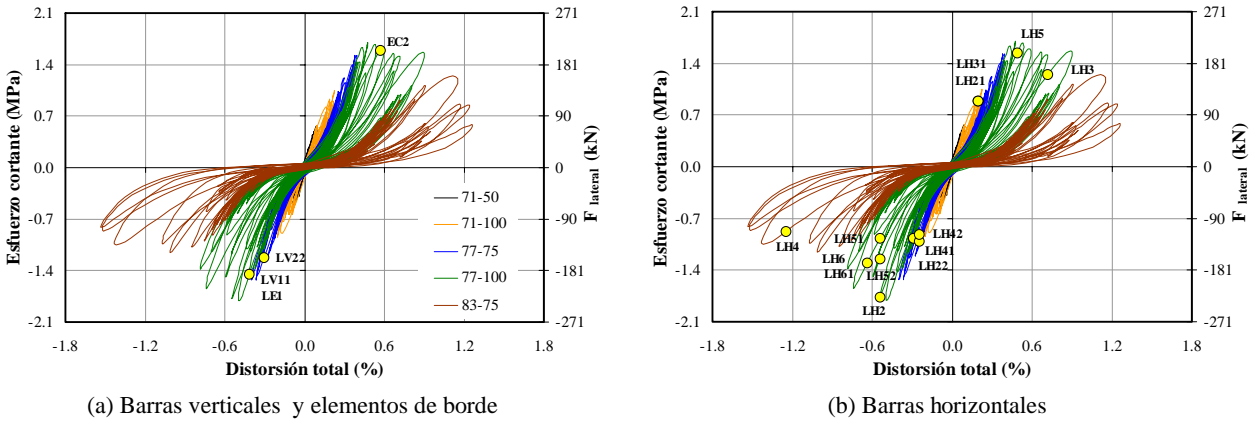 2.1
1.4
0.7
0.0
-0.7
-1.4
-2.1
Esfuerzo cortante (MPa)
-1.8
-1.2
-0.6
0.0
0.6
1.2
1.8
Distorsión total (%)
271
181
90
0
-90
-181
-271
F lateral (kN)
EC2
LV22
LV11
LE1
71-50
71-100
77-75
77-100
83-75
(a) Barras verticales y elementos de borde
2.1
1.4
0.7
0.0
-0.7
-1.4
-2.1
Esfuerzo cortante (MPa)
-1.8
-1.2
-0.6
0.0
0.6
1.2
1.8
Distorsión total (%)
271
181
90
0
-90
-181
-271
F lateral (kN)
LH5
LH31
LH21
LH3
LH4
LH51
LH6
LH61
LH52
LH2
LH42
LH41
LH22
(b) Barras horizontales